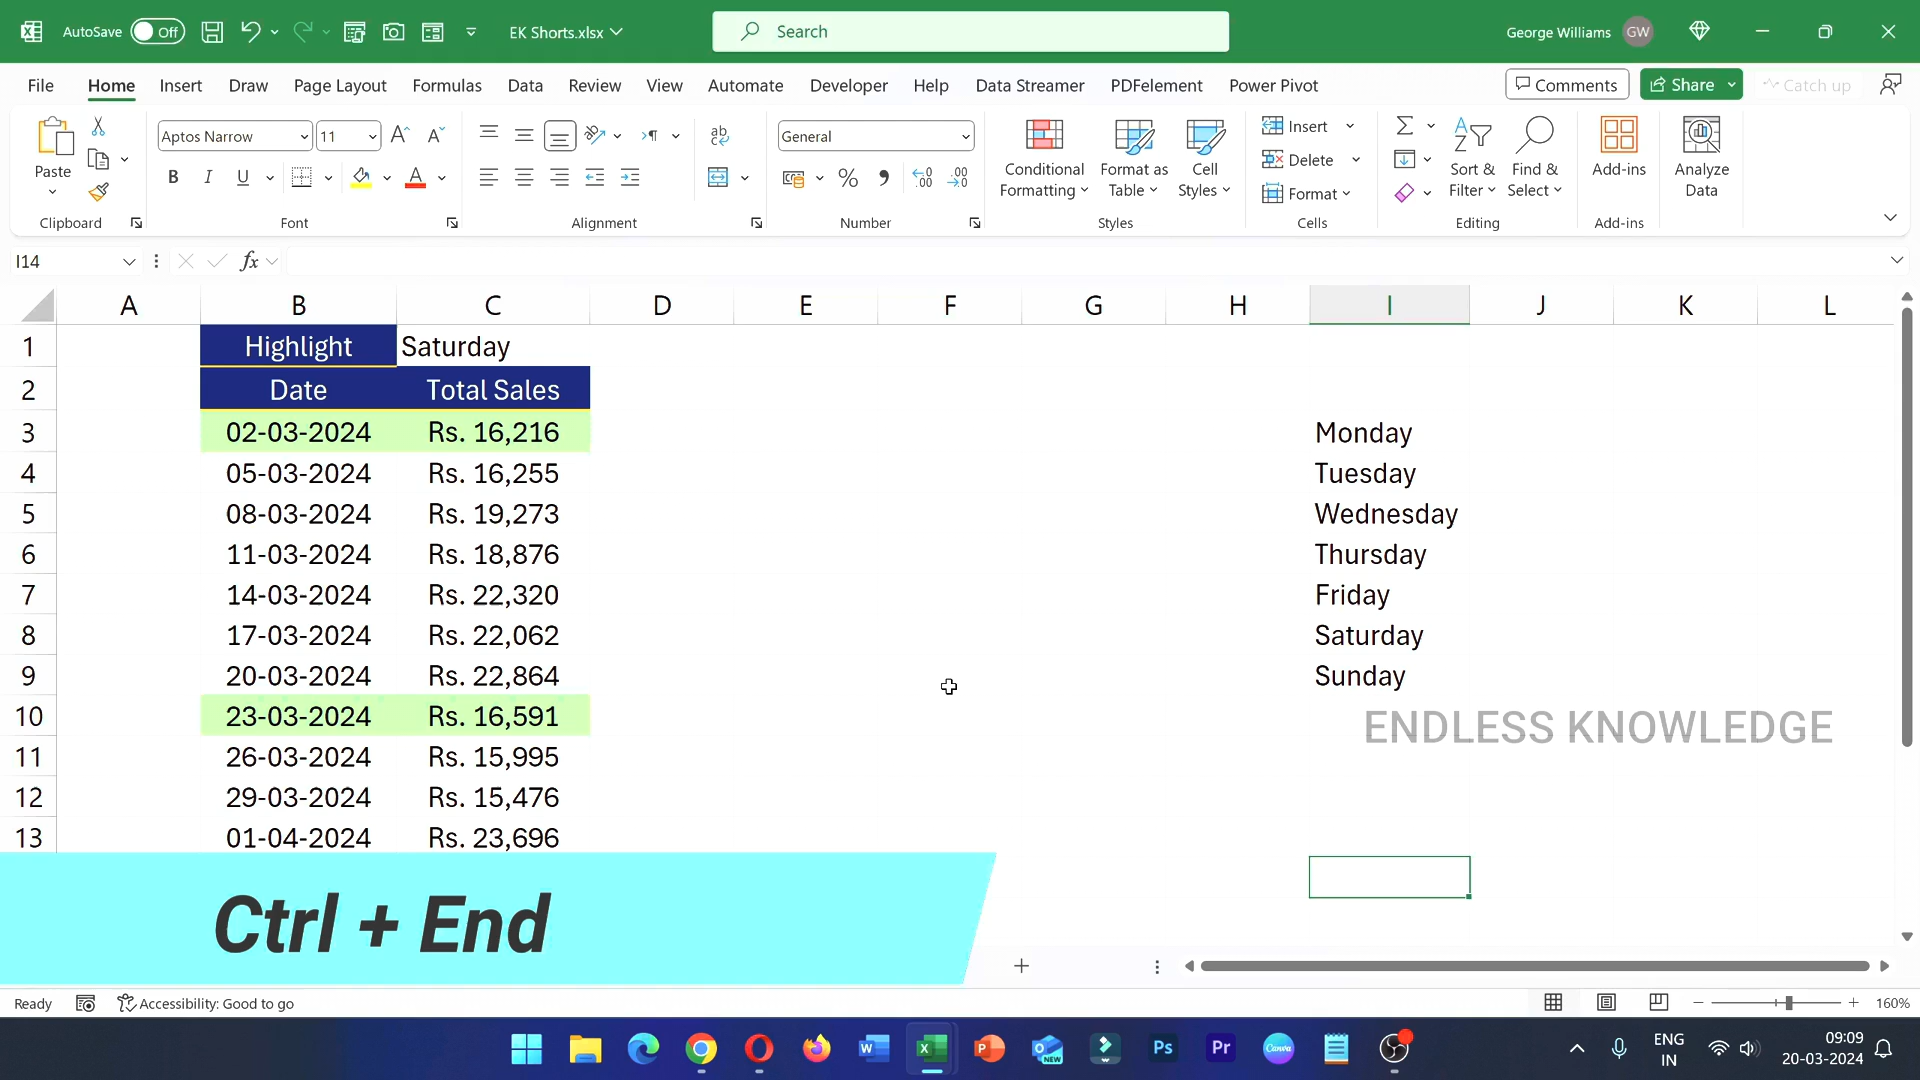 AutoSave Off EK Shorts.xlsx Search George Williams GW
File Home Insert Draw Page Layout Formulas Data Review View Automate Developer Help Data Streamer PDFelement Power Pivot Comments Share Catch up
Paste
Clipboard
Aptos Narrow 11
B I U A
Font
ab
Alignment
General
Number
Conditional Formatting
Format as Table
Cell Styles
Styles
Insert
Delete
Format
Cells
Sort & Filter
Find & Select
Editing
Add-ins
Add-ins
Analyze Data
I14 fx
A B C D E F G H I J K L
1 Highlight Saturday
2 Date Total Sales
3 02-03-2024 Rs. 16,216 Monday
4 05-03-2024 Rs. 16,255 Tuesday
5 08-03-2024 Rs. 19,273 Wednesday
6 11-03-2024 Rs. 18,876 Thursday
7 14-03-2024 Rs. 22,320 Friday
8 17-03-2024 Rs. 22,062 Saturday
9 20-03-2024 Rs. 22,864 Sunday
10 23-03-2024 Rs. 16,591
ENDLESS KNOWLEDGE
11 26-03-2024 Rs. 15,995
12 29-03-2024 Rs. 15,476
13 01-04-2024 Rs. 23,696
Ctrl + End
Ready Accessibility: Good to go 160%
W X P NEW Ps Pr Canva
ENG IN
09:09
20-03-2024